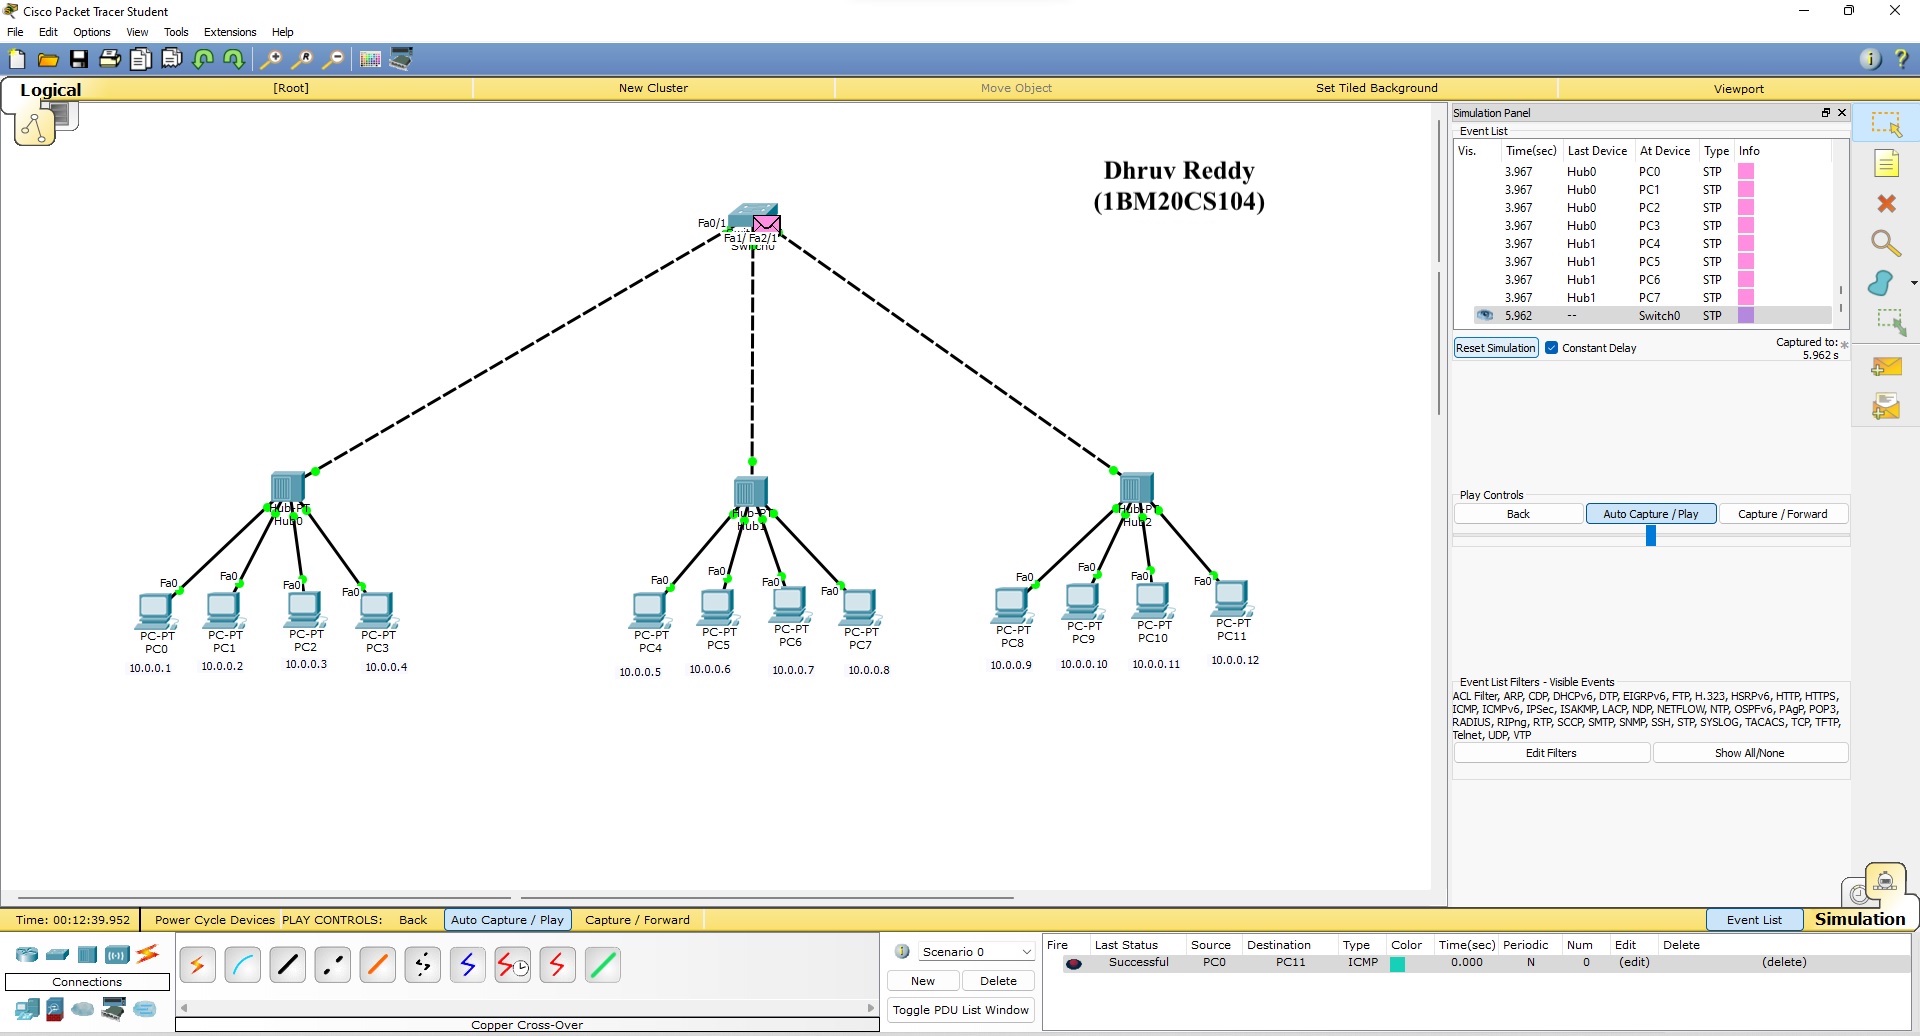 Cisco Packet Tracer Student
File Edit Options View Tools Extensions Help
Logical [Root] New Cluster Move Object Set Tiled Background Viewport
Dhruv Reddy
(1BM20CS104)
Fa0/1
Fa1/ Fa2/1
Switch0
Hub-PT
Hub0
Hub-PT
Hub1
Hub-PT
Hub2
Fa0 Fa0 Fa0 Fa0
Fa0 Fa0 Fa0 Fa0
Fa0 Fa0 Fa0 Fa0
PC-PT PC-PT PC-PT PC-PT
PC0 PC1 PC2 PC3
10.0.0.1 10.0.0.2 10.0.0.3 10.0.0.4
PC-PT PC-PT PC-PT PC-PT
PC4 PC5 PC6 PC7
10.0.0.5 10.0.0.6 10.0.0.7 10.0.0.8
PC-PT PC-PT PC-PT PC-PT
PC8 PC9 PC10 PC11
10.0.0.9 10.0.0.10 10.0.0.11 10.0.0.12
Simulation Panel
Event List
Vis. Time(sec) Last Device At Device Type Info
3.967 Hub0 PC0 STP
3.967 Hub0 PC1 STP
3.967 Hub0 PC2 STP
3.967 Hub0 PC3 STP
3.967 Hub1 PC4 STP
3.967 Hub1 PC5 STP
3.967 Hub1 PC6 STP
3.967 Hub1 PC7 STP
5.962 -- Switch0 STP
Reset Simulation Constant Delay Captured to: *
5.962 s
Play Controls
Back Auto Capture / Play Capture / Forward
Event List Filters - Visible Events
ACL Filter, ARP, CDP, DHCPv6, DTP, EIGRPv6, FTP, H.323, HSRPv6, HTTP, HTTPS,
ICMP, ICMPv6, IPSec, ISAKMP, LACP, NDP, NETFLOW, NTP, OSPFv6, PAgP, POP3,
RADIUS, RIPng, RTP, SCCP, SMTP, SNMP, SSH, STP, SYSLOG, TACACS, TCP, TFTP,
Telnet, UDP, VTP
Edit Filters Show All/None
Time: 00:12:39.952 Power Cycle Devices PLAY CONTROLS: Back Auto Capture / Play Capture / Forward Event List Simulation
Connections
Copper Cross-Over
Scenario 0
New Delete
Toggle PDU List Window
Fire Last Status Source Destination Type Color Time(sec) Periodic Num Edit Delete
Successful PC0 PC11 ICMP 0.000 N 0 (edit) (delete)